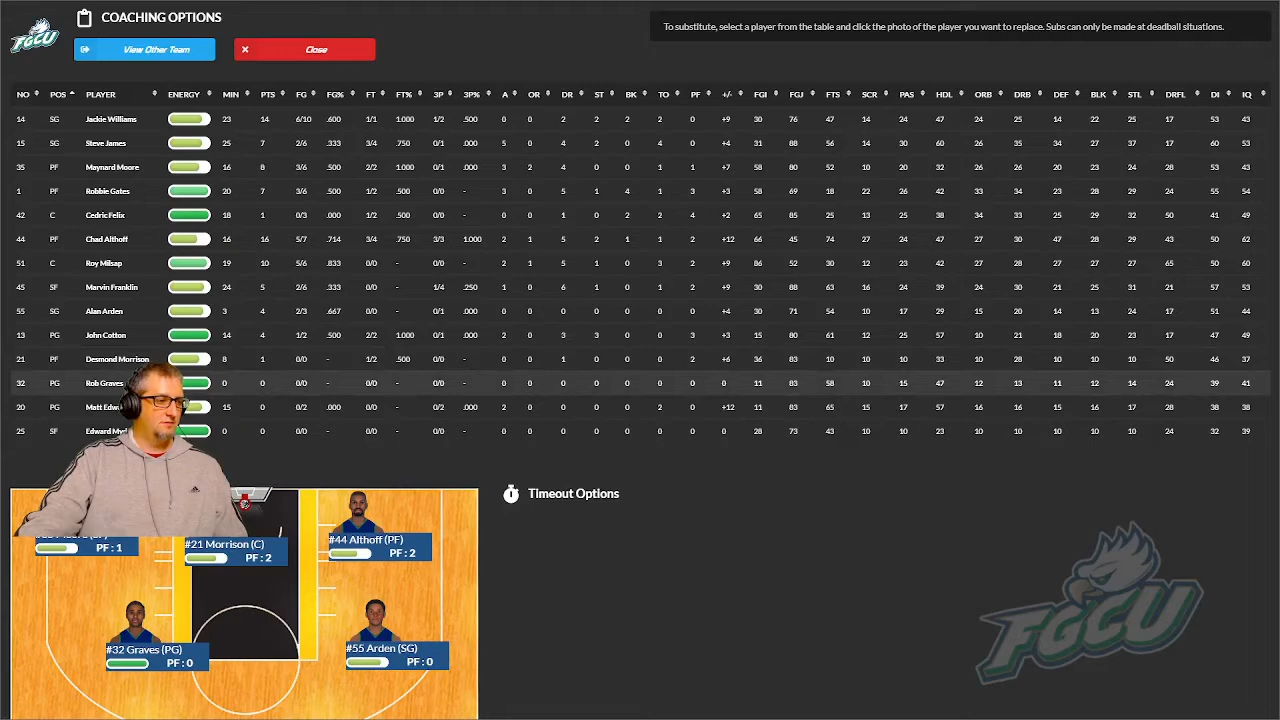 FGCU
COACHING OPTIONS
View Other Team
Close
To substitute, select a player from the table and click the photo of the player you want to replace. Subs can only be made at deadball situations.
NO POS PLAYER ENERGY MIN PTS FG FG% FT FT% 3P 3P% A OR DR ST BK TO PF +/- FGI FGJ FTS SCR PAS HDL ORB DRB DEF BLK STL DRFL DI IQ
14 SG Jackie Williams 23 14 6/10 .600 1/1 1.000 1/2 .500 0 0 2 2 2 2 0 +9 30 76 47 14 24 47 24 25 14 22 25 17 53 43
15 SG Steve James 25 7 2/6 .333 3/4 .750 0/1 .000 5 0 4 2 0 4 0 +4 31 88 56 14 30 60 26 35 34 27 37 17 60 53
35 PF Maynard Moore 16 8 3/6 .500 2/2 1.000 0/1 .000 3 2 4 0 0 1 1 +7 58 80 52 10 20 32 26 26 20 23 24 28 53 43
1 PF Robbie Gates 20 7 3/6 .500 1/2 .500 0/0 - 3 0 5 1 4 1 3 +3 58 69 18 23 26 42 33 34 23 28 29 24 55 54
42 C Cedric Felix 18 1 0/3 .000 1/2 .500 0/0 - 0 0 1 0 2 2 4 +2 65 85 25 13 25 38 34 33 25 29 32 50 41 49
44 PF Chad Althoff 16 16 5/7 .714 3/4 .750 3/3 1.000 2 1 5 2 1 1 2 +12 66 45 74 27 24 47 27 30 47 28 29 43 50 62
51 C Roy Milsap 19 10 5/6 .833 0/0 - 0/0 - 2 1 5 1 0 3 2 +9 86 52 30 12 23 42 27 28 27 27 27 65 50 60
45 SF Marvin Franklin 24 5 2/6 .333 0/0 - 1/4 .250 1 0 6 1 0 1 2 +9 30 88 63 16 24 39 24 30 21 25 31 21 57 53
55 SG Alan Arden 3 4 2/3 .667 0/0 - 0/1 .000 0 0 0 0 0 0 0 +4 30 71 54 10 17 29 15 20 14 17 24 17 51 44
13 PG John Cotton 14 4 1/2 .500 2/2 1.000 0/1 .000 2 0 3 3 0 0 3 +3 15 80 61 12 25 57 10 21 18 20 23 17 47 49
21 PF Desmond Morrison 8 1 0/0 - 1/2 .500 0/0 - 0 0 1 0 0 0 2 +6 36 83 10 10 10 33 10 28 10 10 10 50 46 37
32 PG Rob Graves 0 0 0/0 - 0/0 - 0/0 - 0 0 0 0 0 0 0 0 11 83 58 10 15 47 12 13 11 12 14 24 39 41
20 PG Matt 15 0 0/2 .000 0/0 - 0/2 .000 2 0 0 0 0 2 0 +12 11 83 65 15 17 57 16 16 15 16 17 28 38 38
25 SF Edward 0 0 0/0 - 0/0 - 0/0 - 0 0 0 0 0 0 0 0 28 73 43 10 10 23 10 10 10 10 10 24 32 39
Timeout Options
PF : 1
#21 Morrison (C)
PF : 2
#44 Althoff (PF)
PF : 2
#32 Graves (PG)
PF : 0
#55 Arden (SG)
PF : 0
FGCU